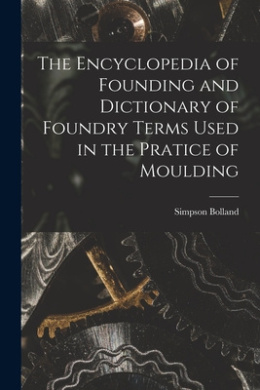 The Encyclopedia of
Founding and
Dictionary of
Foundry Terms Used
in the Pratice of
Moulding
Simpson Bolland